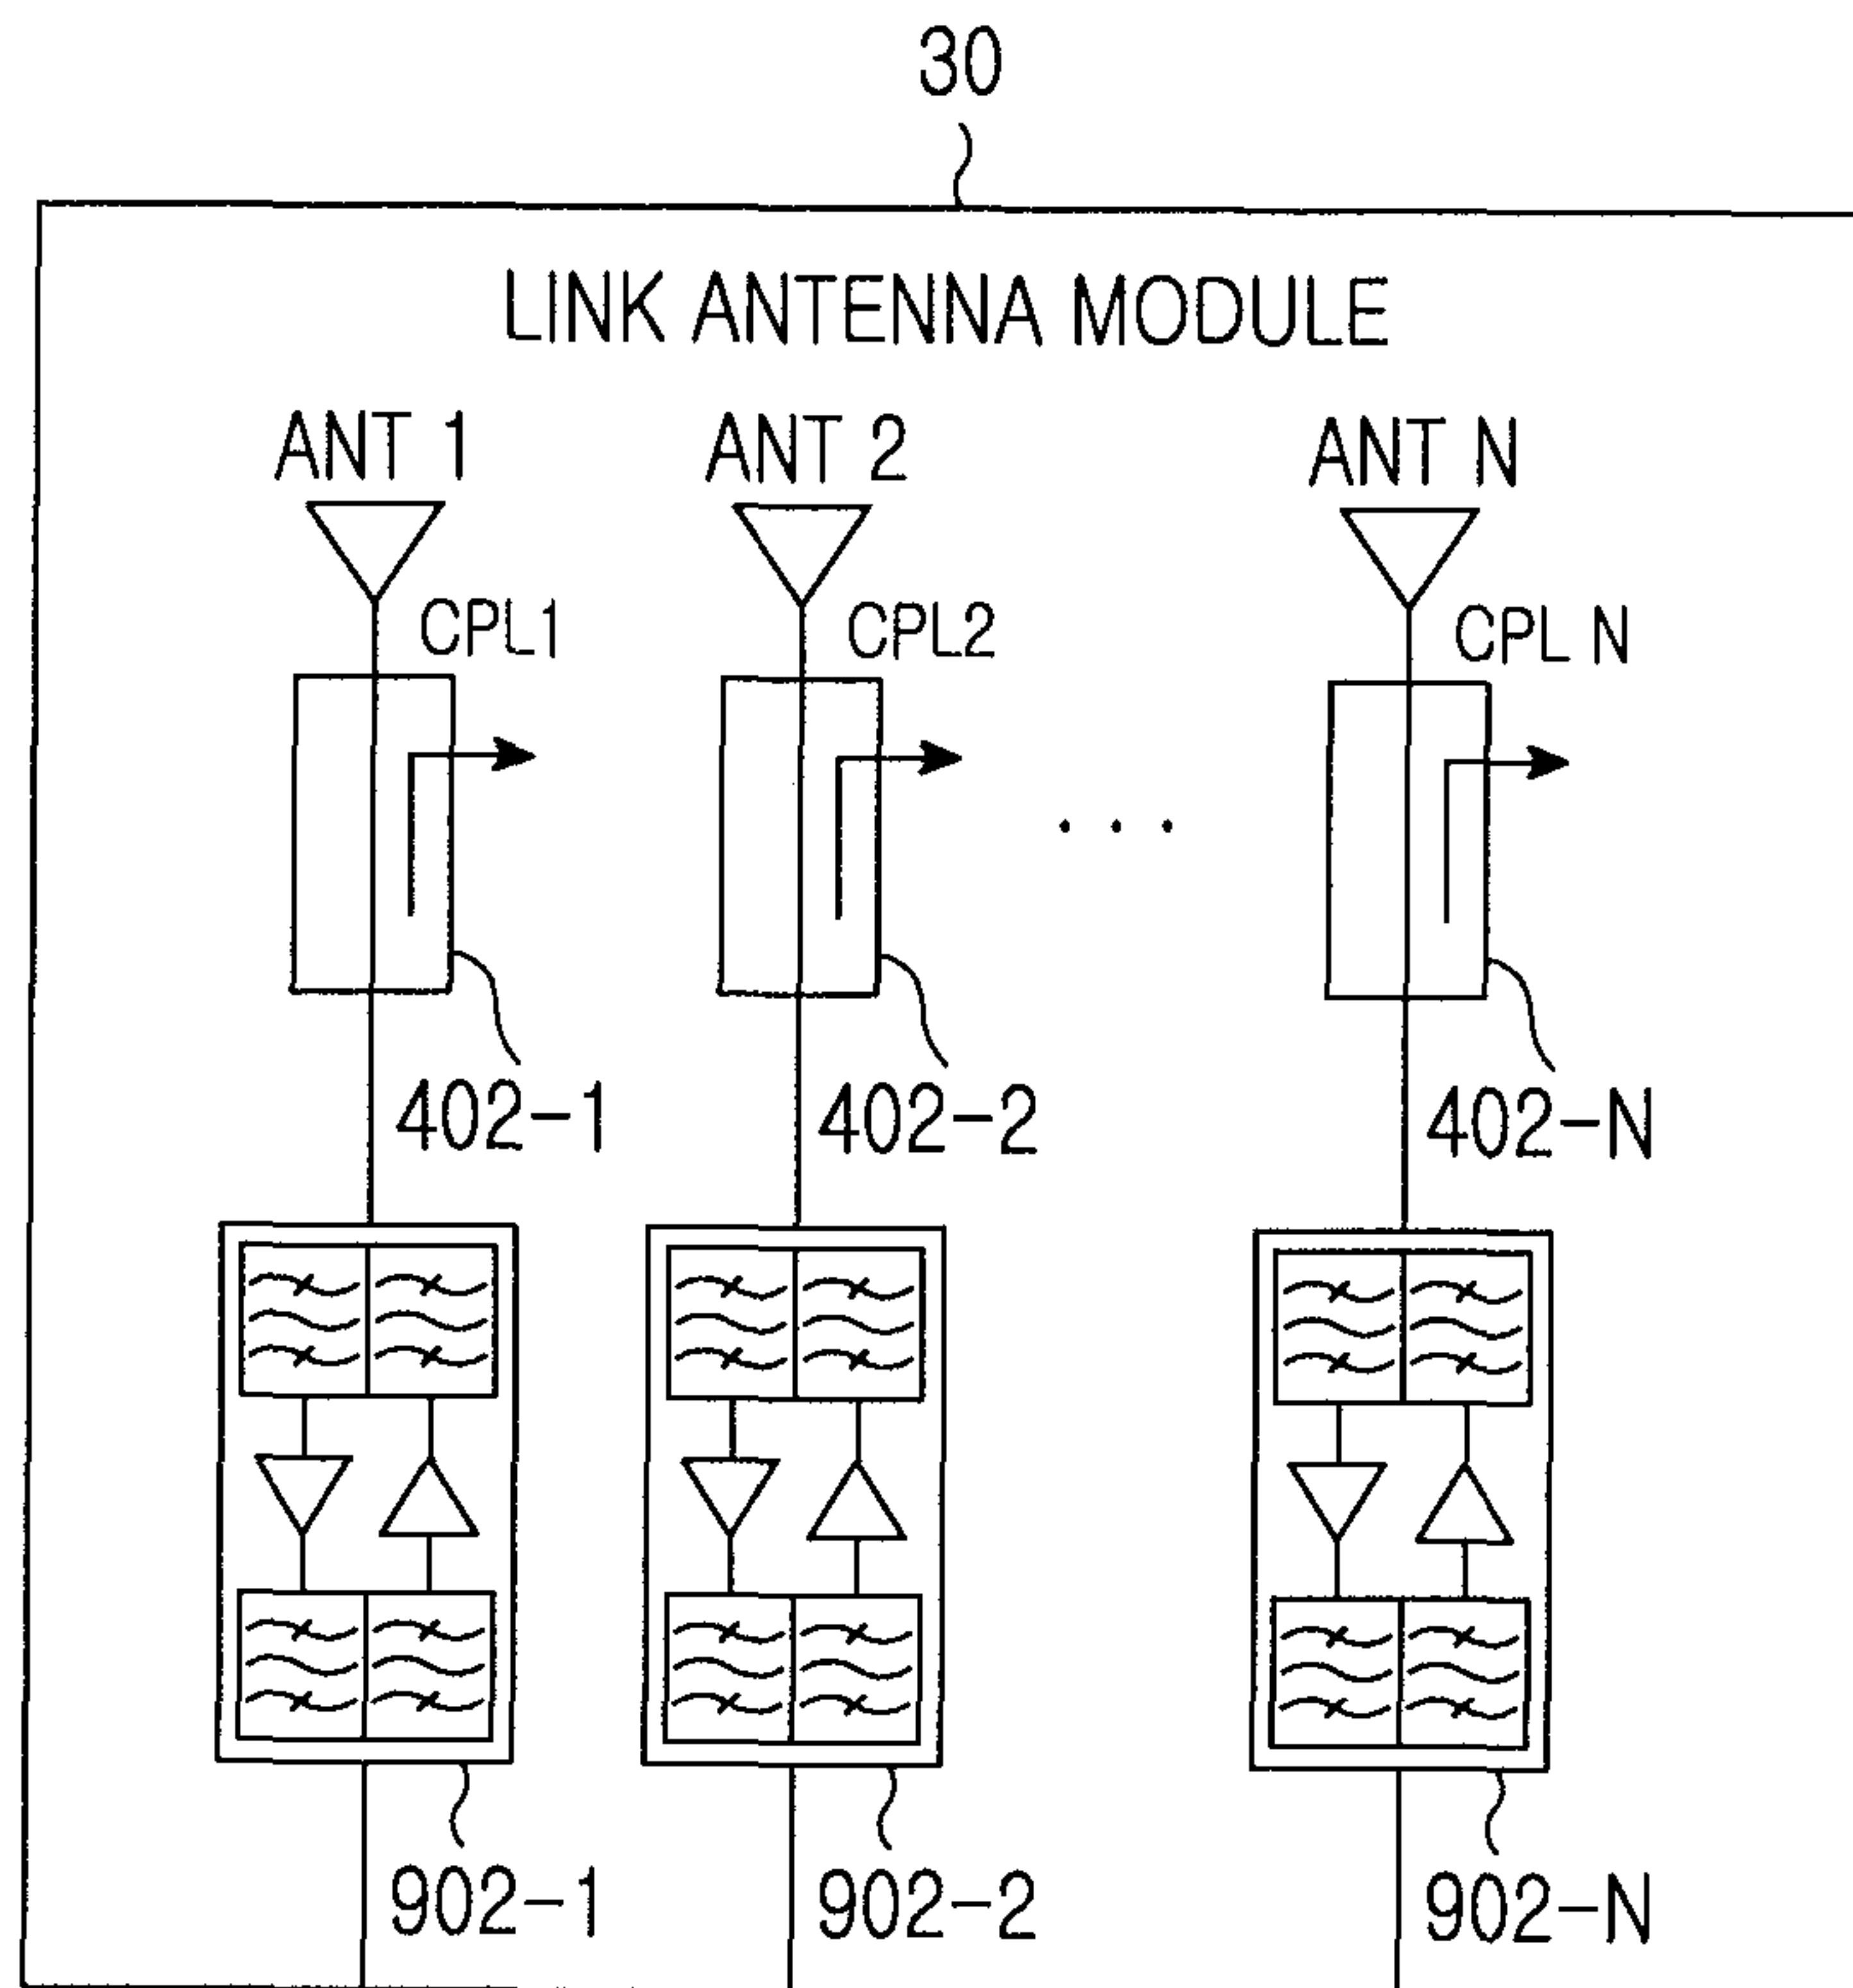 30
LINK ANTENNA MODULE
ANT 1 ANT 2 ANT N
CPL1 CPL2 CPL N
. . .
402-1 402-2 402-N
902-1 902-2 902-N